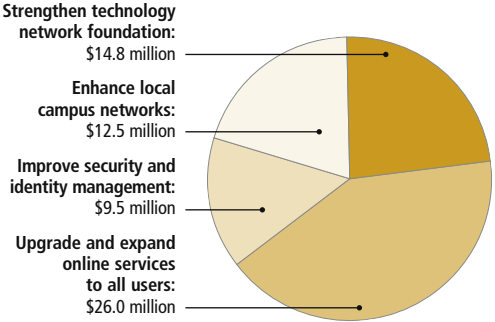 Strengthen technology
network foundation:
$14.8 million
Enhance local
campus networks:
$12.5 million
Improve security and
identity management:
$9.5 million
Upgrade and expand
online services
to all users:
$26.0 million